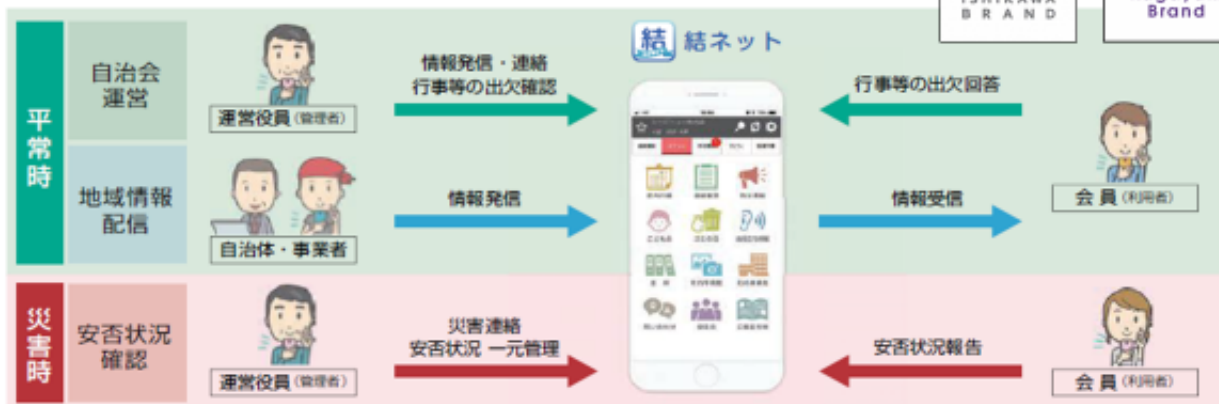 ISHIKAWA
BRAND
Brand
結 結ネット
平常時
自治会
運営
運営役員(管理者)
情報発信・連絡
行事等の出欠確認
行事等の出欠回答
地域情報
配信
自治体・事業者
情報発信
情報受信
会員(利用者)
災害時
安否状況
確認
運営役員(管理者)
災害連絡
安否状況 一元管理
安否状況報告
会員(利用者)